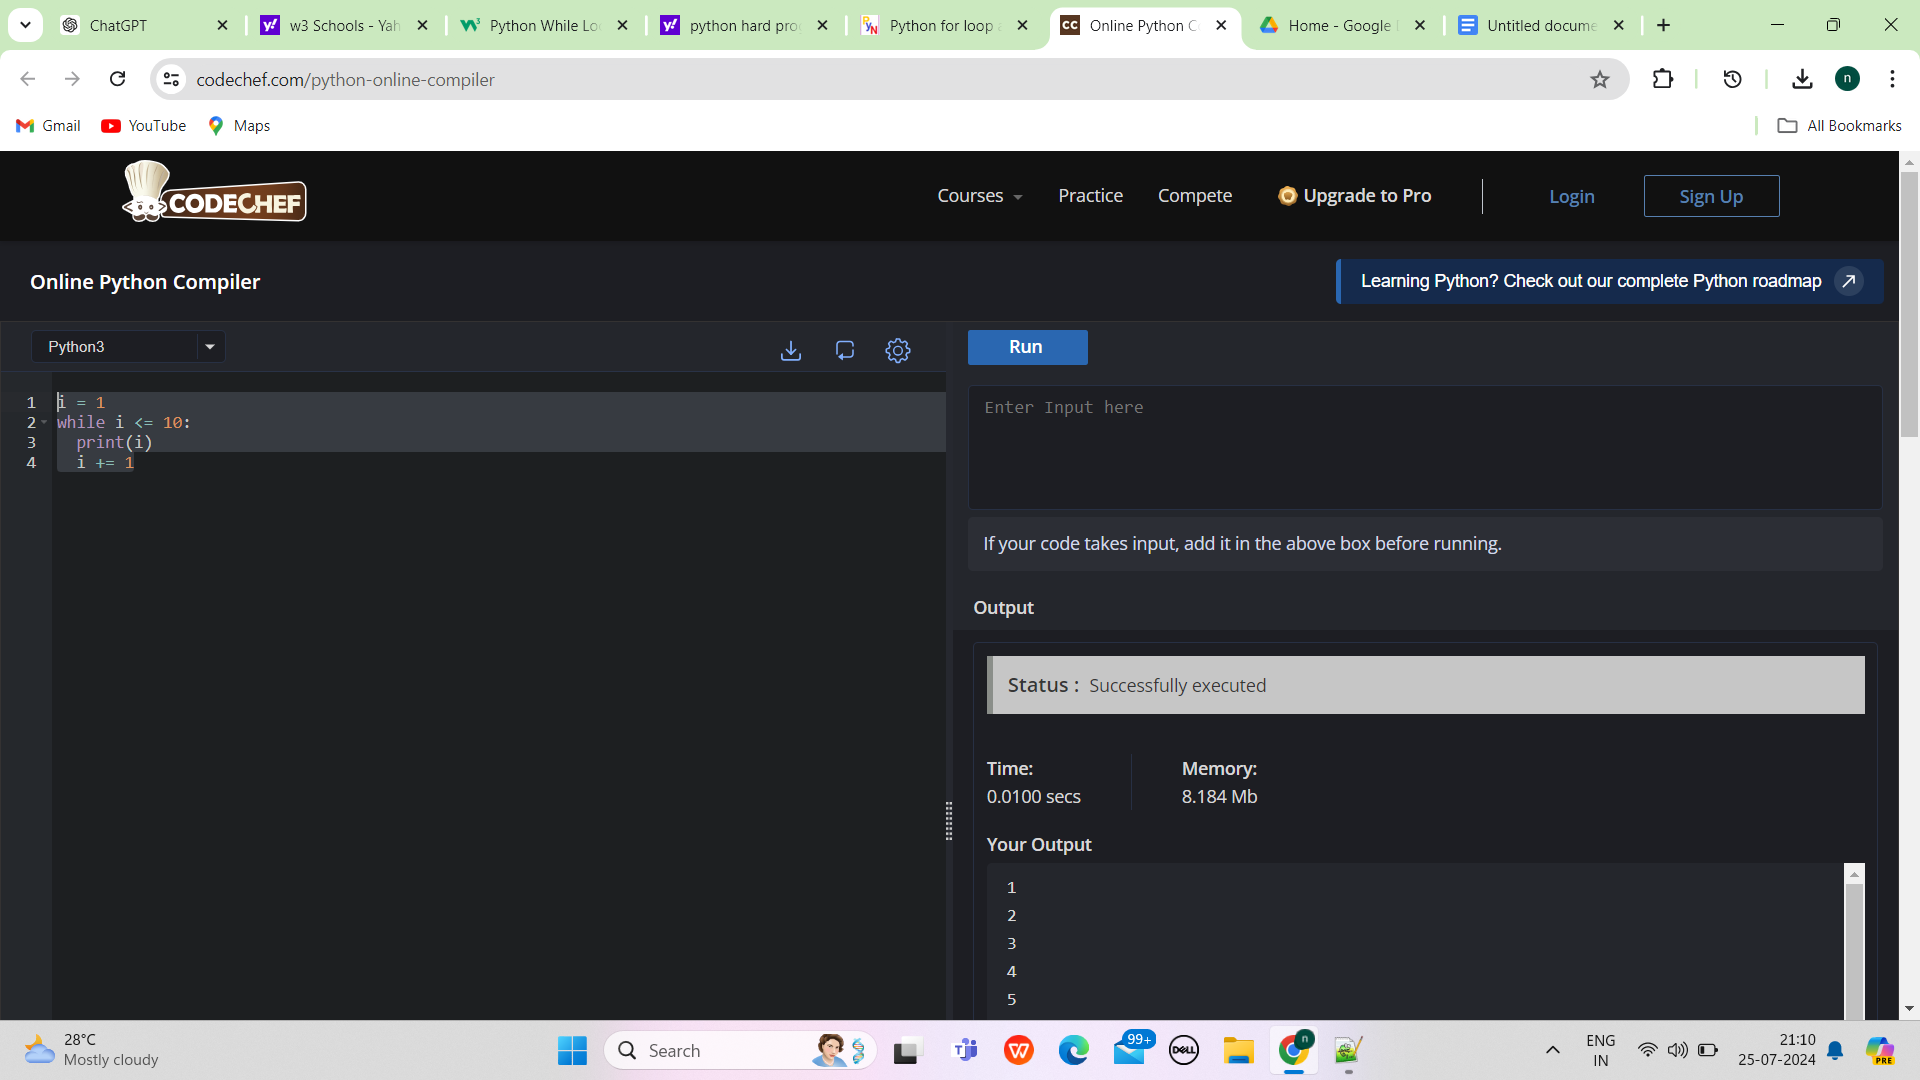 ChatGPT
w3 Schools - Yah
Python While Lo
python hard pro
Python for loop
Online Python C
Home - Google
Untitled docume
codechef.com/python-online-compiler
n
Gmail
YouTube
Maps
All Bookmarks
CODECHEF
Courses
Practice
Compete
Upgrade to Pro
Login
Sign Up
Online Python Compiler
Learning Python? Check out our complete Python roadmap
Python3
Run
1 i = 1
2 while i <= 10:
3 print(i)
4 i += 1
Enter Input here
If your code takes input, add it in the above box before running.
Output
Status : Successfully executed
Time:
0.0100 secs
Memory:
8.184 Mb
Your Output
1
2
3
4
5
28°C
Mostly cloudy
Search
99+
DELL
n
ENG
IN
21:10
25-07-2024
PRE